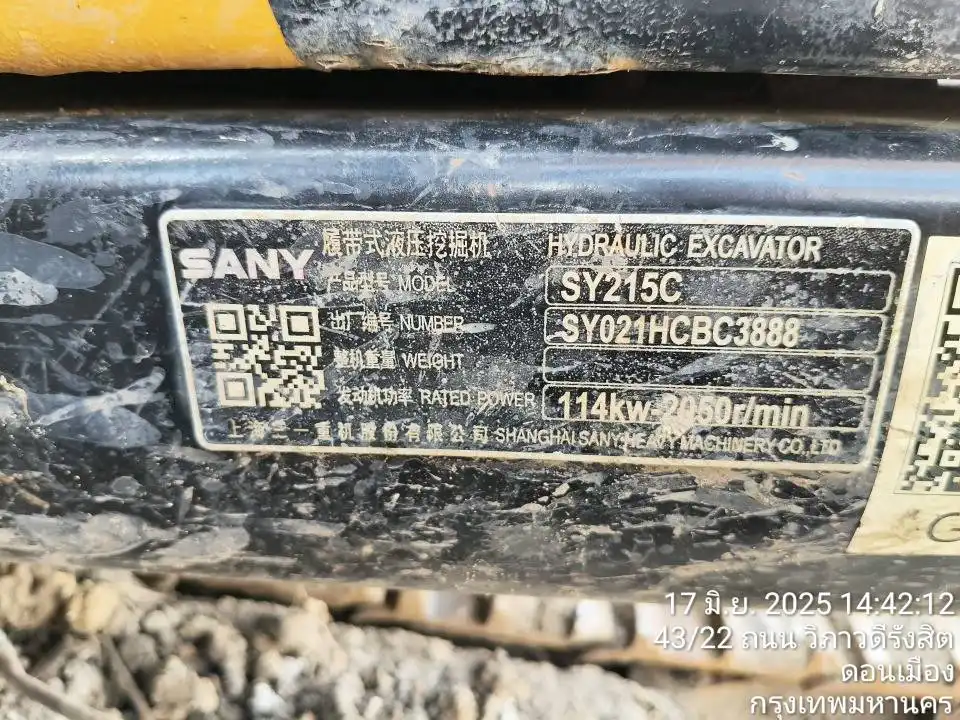 SANY 履带式液压挖掘机 HYDRAULIC EXCAVATOR
产品型号 MODEL SY215C
出厂编号 NUMBER SY021HCBC3888
整机重量 WEIGHT
发动机功率 RATED POWER 114kw-2050r/min
上海三一重机股份有限公司 SHANGHAI SANY HEAVY MACHINERY CO.,LTD
17 มิ.ย. 2025 14:42:12
43/22 ถนน วิภาวดีรังสิต
ดอนเมือง
กรุงเทพมหานคร